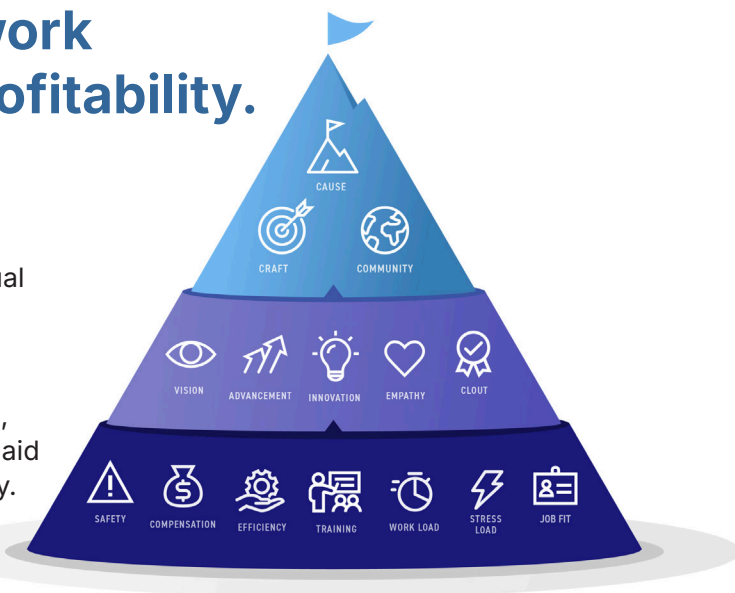 work
ofitability.
ual
,
aid
y.
CAUSE
CRAFT
COMMUNITY
VISION
ADVANCEMENT
INNOVATION
EMPATHY
CLOUT
SAFETY
COMPENSATION
EFFICIENCY
TRAINING
WORK LOAD
STRESS
LOAD
JOB FIT